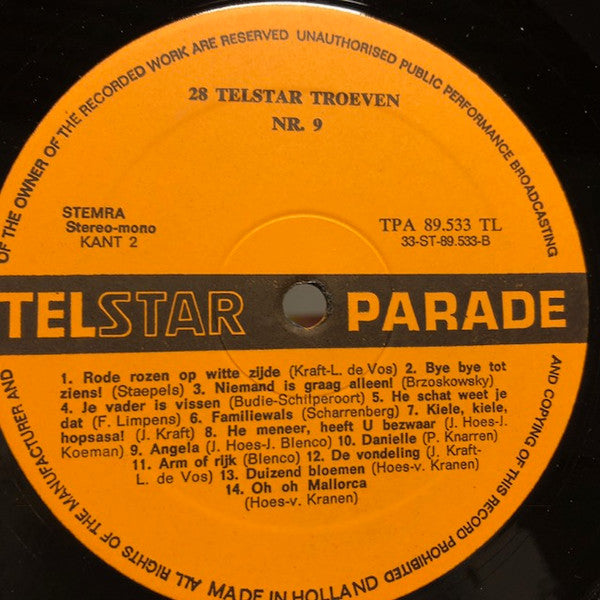 ALL RIGHTS OF THE MANUFACTURER AND OF THE OWNER OF THE RECORDED WORK ARE RESERVED UNAUTHORISED PUBLIC PERFORMANCE BROADCASTING AND COPYING OF THIS RECORD PROHIBITED
28 TELSTAR TROEVEN
NR. 9
STEMRA
Stereo-mono
KANT 2
TPA 89.533 TL
33-ST-89.533-B
TELSTAR PARADE
1. Rode rozen op witte zijde (Kraft-L. de Vos) 2. Bye bye tot
ziens! (Staepels) 3. Niemand is graag alleen! (Brzoskowsky)
4. Je vader is vissen (Budie-Schilperoort) 5. He schat weet je
dat (F. Limpens) 6. Familiewals (Scharrenberg) 7. Kiele, kiele,
hopsasa! (J. Kraft) 8. He meneer, heeft U bezwaar (J. Hoes-J.
Koeman) 9. Angela (J. Hoes-J. Blenco) 10. Danielle (P. Knarren)
11. Arm of rijk (Blenco) 12. De vondeling (J. Kraft-
L. de Vos) 13. Duizend bloemen (Hoes-v. Kranen)
14. Oh oh Mallorca
(Hoes-v. Kranen)
MADE IN HOLLAND